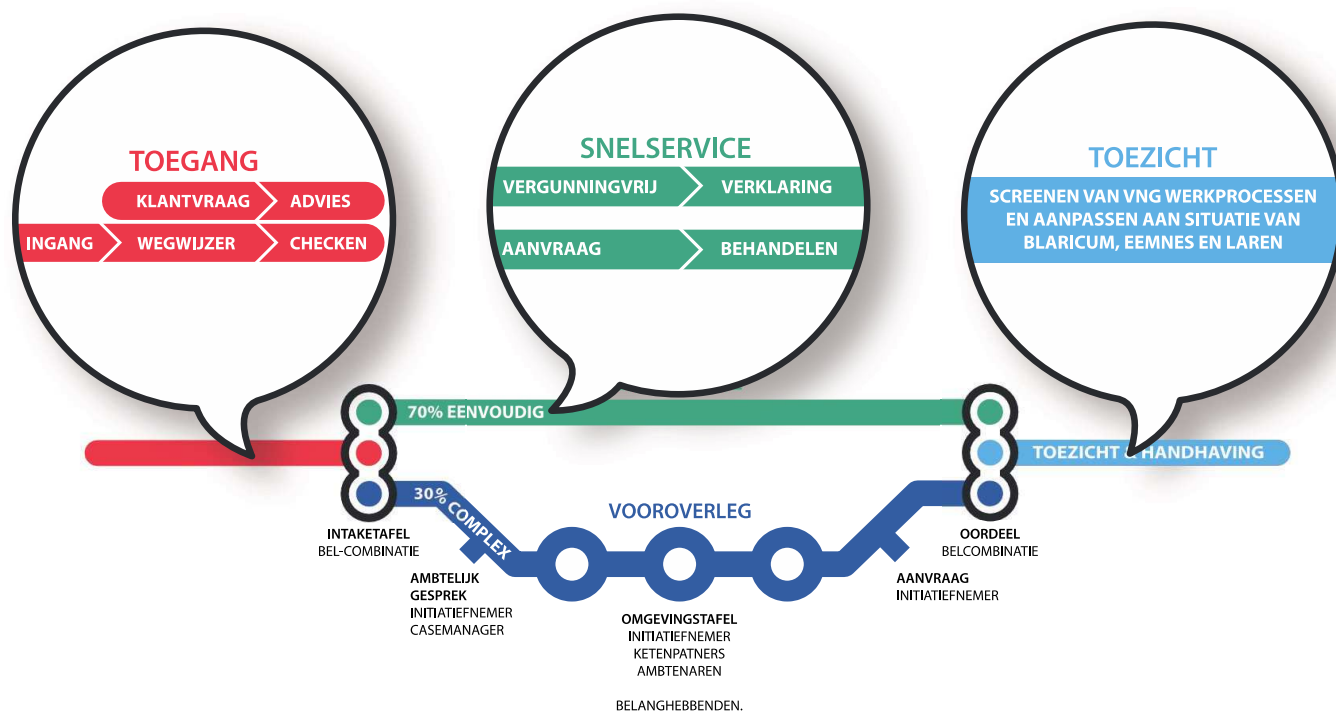 TOEGANG
KLANTVRAAG
ADVIES
INGANG
WEGWIJZER
CHECKEN
SNELSERVICE
VERGUNNINGVRIJ
VERKLARING
AANVRAAG
BEHANDELEN
TOEZICHT
SCREENEN VAN VNG WERKPROCESSEN
EN AANPASSEN AAN SITUATIE VAN
BLARICUM, EEMNES EN LAREN
70% EENVOUDIG
TOEZICHT & HANDHAVING
30% COMPLEX
VOOROVERLEG
INTAKETAFEL
BEL-COMBINATIE
OORDEEL
BELCOMBINATIE
AMBTELIJK
GESPREK
INITIATIEFNEMER
CASEMANAGER
AANVRAAG
INITIATIEFNEMER
OMGEVINGSTAFEL
INITIATIEFNEMER
KETENPATNERS
AMBTENAREN
BELANGHEBBENDEN.